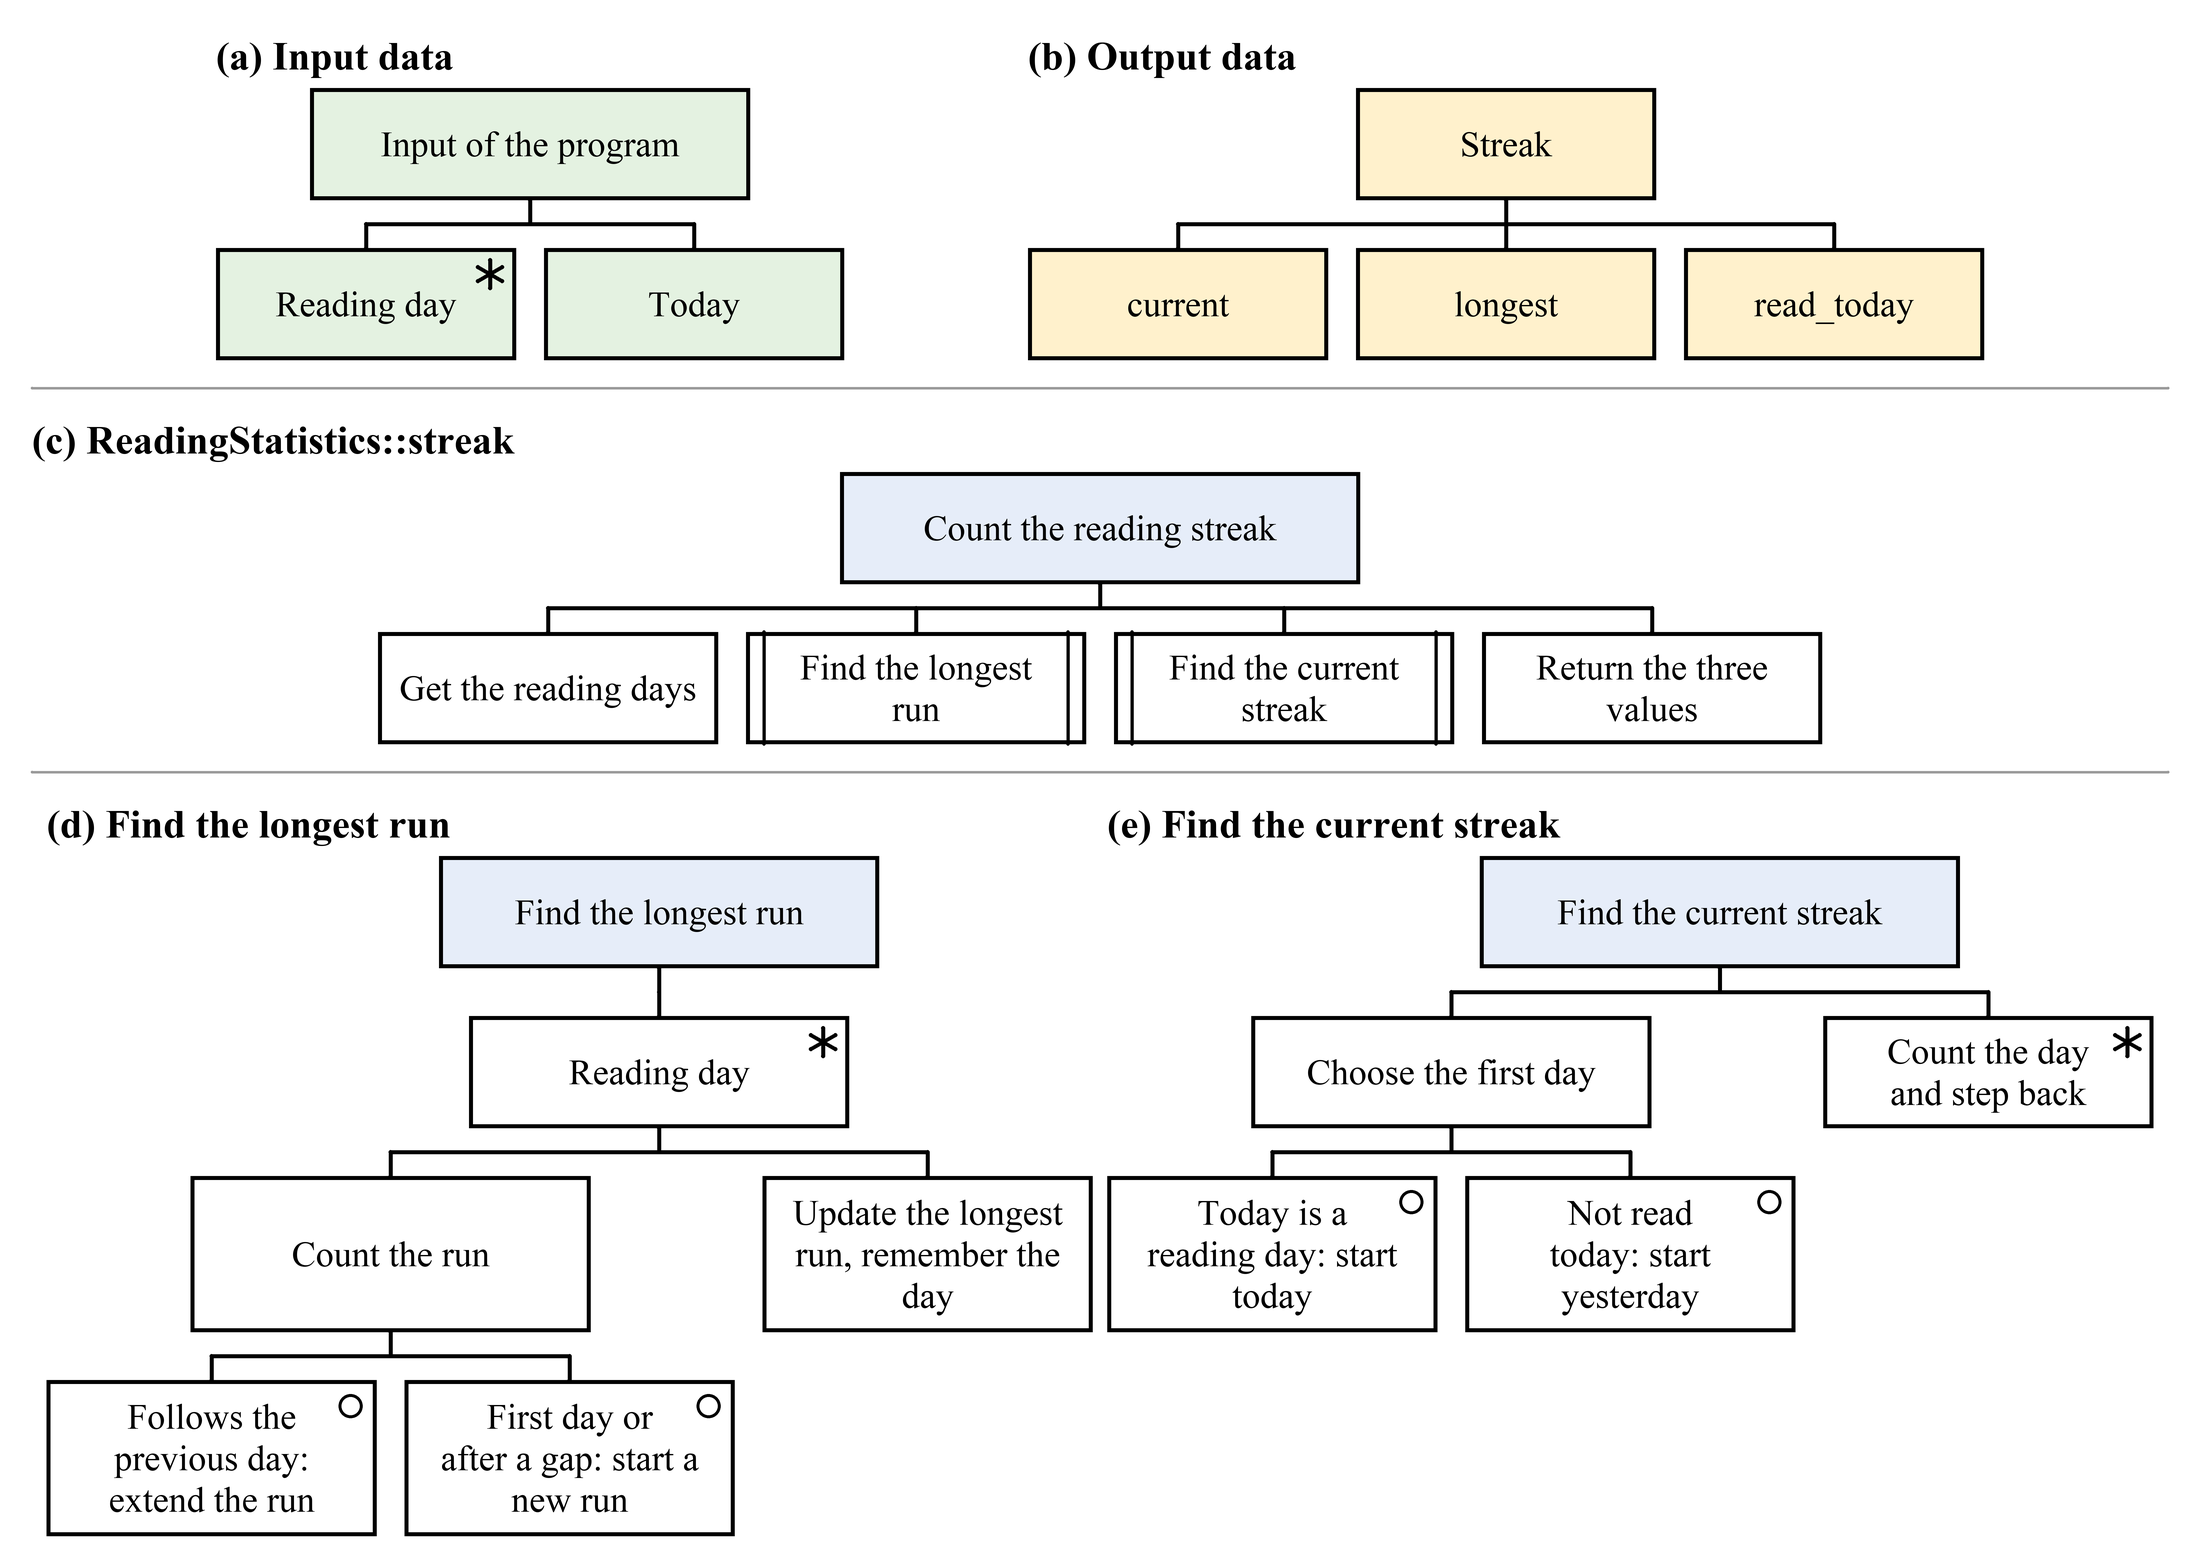 (a) Input data
(b) Output data
Input of the program
Streak
Reading day
Today
current
longest
read_today
(c) ReadingStatistics::streak
Count the reading streak
Get the reading days
Find the longest
run
Find the current
streak
Return the three
values
(d) Find the longest run
Find the longest run
Reading day
Count the run
Update the longest
run, remember the
day
Follows the
previous day:
extend the run
First day or
after a gap: start a
new run
(e) Find the current streak
Find the current streak
Choose the first day
Count the day
and step back
Today is a
reading day: start
today
Not read
today: start
yesterday